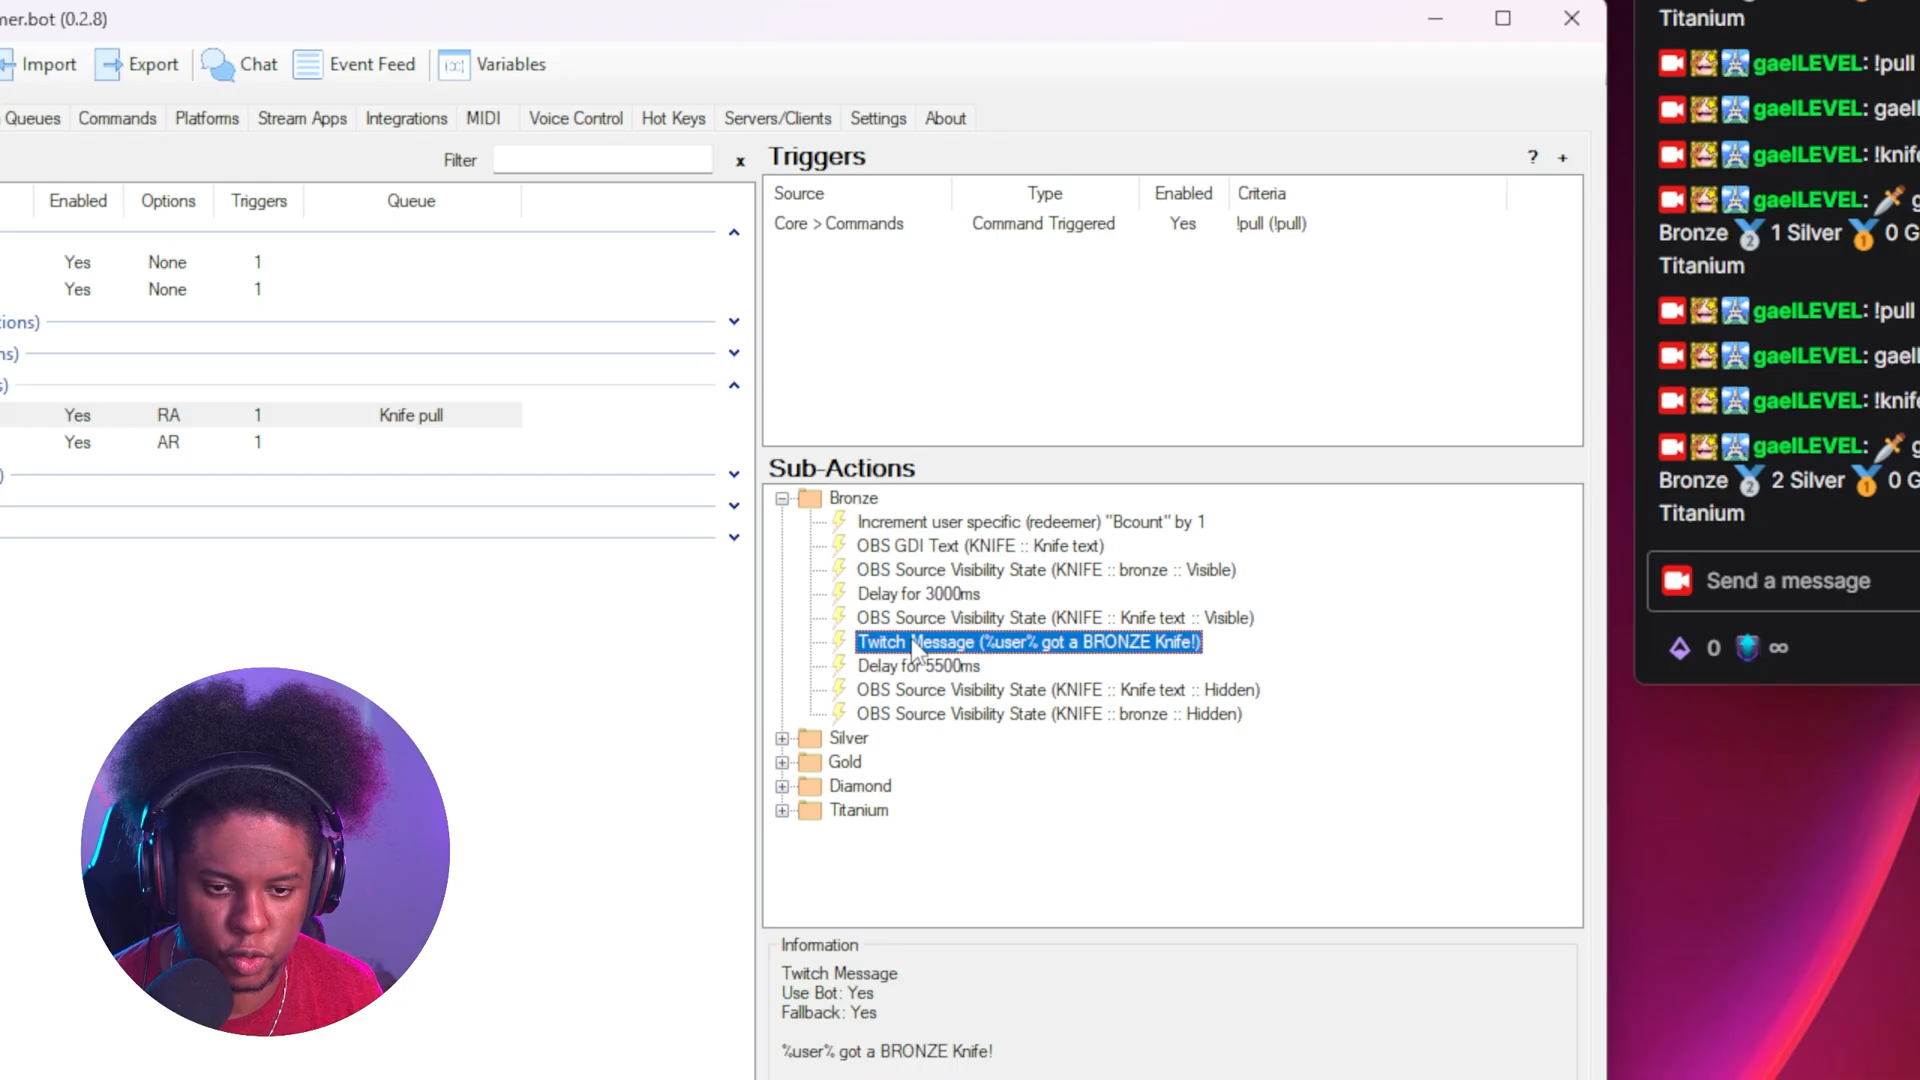 mer.bot (0.2.8)
Import
Export
Chat
Event Feed
Variables
Queues
Commands
Platforms
Stream Apps
Integrations
MIDI
Voice Control
Hot Keys
Servers/Clients
Settings
About
Filter
x
Enabled
Options
Triggers
Queue
Yes None 1
Yes None 1
ions)
ns)
s)
Yes RA 1 Knife pull
Yes AR 1
)
Triggers
? +
Source
Type
Enabled
Criteria
Core > Commands
Command Triggered
Yes
!pull (!pull)
Sub-Actions
Bronze
Increment user specific (redeemer) "Bcount" by 1
OBS GDI Text (KNIFE :: Knife text)
OBS Source Visibility State (KNIFE :: bronze :: Visible)
Delay for 3000ms
OBS Source Visibility State (KNIFE :: Knife text :: Visible)
Twitch Message (%user% got a BRONZE Knife!)
Delay for 5500ms
OBS Source Visibility State (KNIFE :: Knife text :: Hidden)
OBS Source Visibility State (KNIFE :: bronze :: Hidden)
Silver
Gold
Diamond
Titanium
Information
Twitch Message
Use Bot: Yes
Fallback: Yes
%user% got a BRONZE Knife!
Titanium
gaelLEVEL: !pull
gaelLEVEL: gaell
gaelLEVEL: !knife
gaelLEVEL: g
Bronze 1 Silver 0 G
Titanium
gaelLEVEL: !pull
gaelLEVEL: gaell
gaelLEVEL: !knife
gaelLEVEL: g
Bronze 2 Silver 0 G
Titanium
Send a message
0 ∞